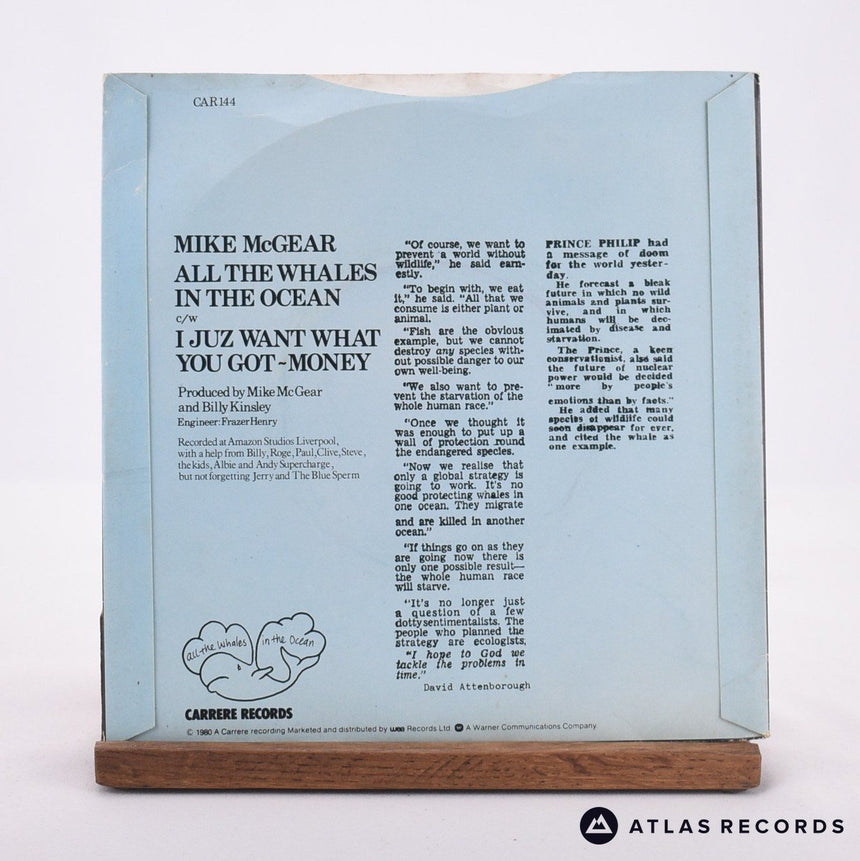 CAR 144
MIKE McGEAR
ALL THE WHALES
IN THE OCEAN
c/w
I JUZ WANT WHAT
YOU GOT~MONEY
Produced by Mike McGear
and Billy Kinsley
Engineer: Frazer Henry
Recorded at Amazon Studios Liverpool,
with a help from Billy, Roge, Paul, Clive, Steve,
the kids, Albie and Andy Supercharge,
but not forgetting Jerry and The Blue Sperm
"Of course, we want to
prevent a world without
wildlife," he said earn-
estly.
"To begin with, we eat
it," he said. "All that we
consume is either plant or
animal.
"Fish are the obvious
example, but we cannot
destroy any species with-
out possible danger to our
own well-being.
"We also want to pre-
vent the starvation of the
whole human race."
"Once we thought it
was enough to put up a
wall of protection round
the endangered species.
"Now we realise that
only a global strategy is
going to work. It's no
good protecting whales in
one ocean. They migrate
and are killed in another
ocean."
"If things go on as they
are going now there is
only one possible result—
the whole human race
will starve.
"It's no longer just
a question of a few
dotty sentimentalists. The
people who planned the
strategy are ecologists,
"I hope to God we
tackle the problems in
time."
David Attenborough
PRINCE PHILIP had
a message of doom
for the world yester-
day.
He forecast a bleak
future in which no wild
animals and plants sur-
vive, and in which
humans will be dec-
imated by disease and
starvation.
The Prince, a keen
conservationist, also said
the future of nuclear
power would be decided
"more by people's
emotions than by facts."
He added that many
species of wildlife could
soon disappear for ever,
and cited the whale as
one example.
all the Whales in the Ocean
CARRERE RECORDS
© 1980 A Carrere recording Marketed and distributed by wea Records Ltd. A Warner Communications Company.
ATLAS RECORDS